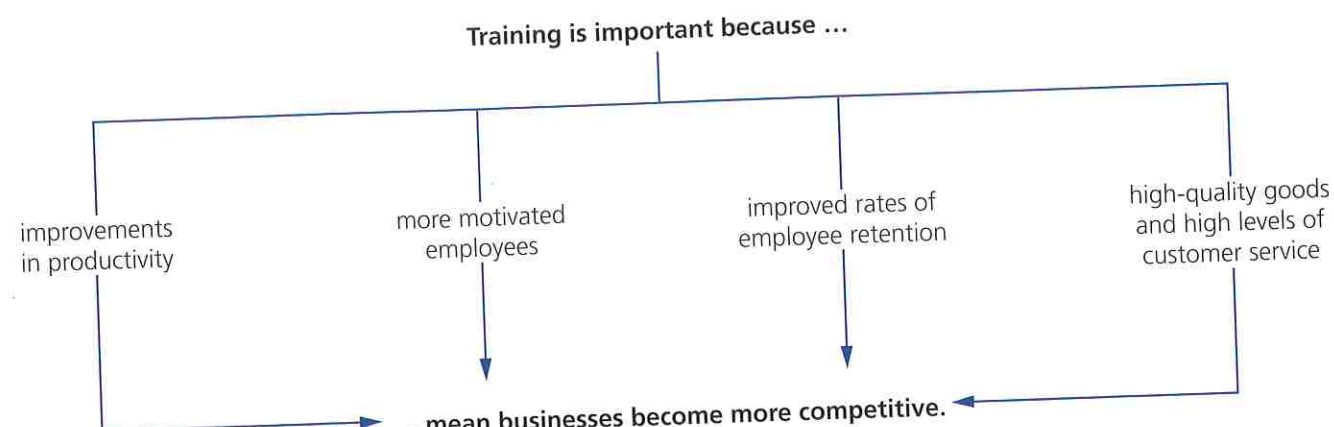 Training is important because ...
improvements
in productivity
more motivated
employees
improved rates of
employee retention
high-quality goods
and high levels of
customer service
mean businesses become more competitive.